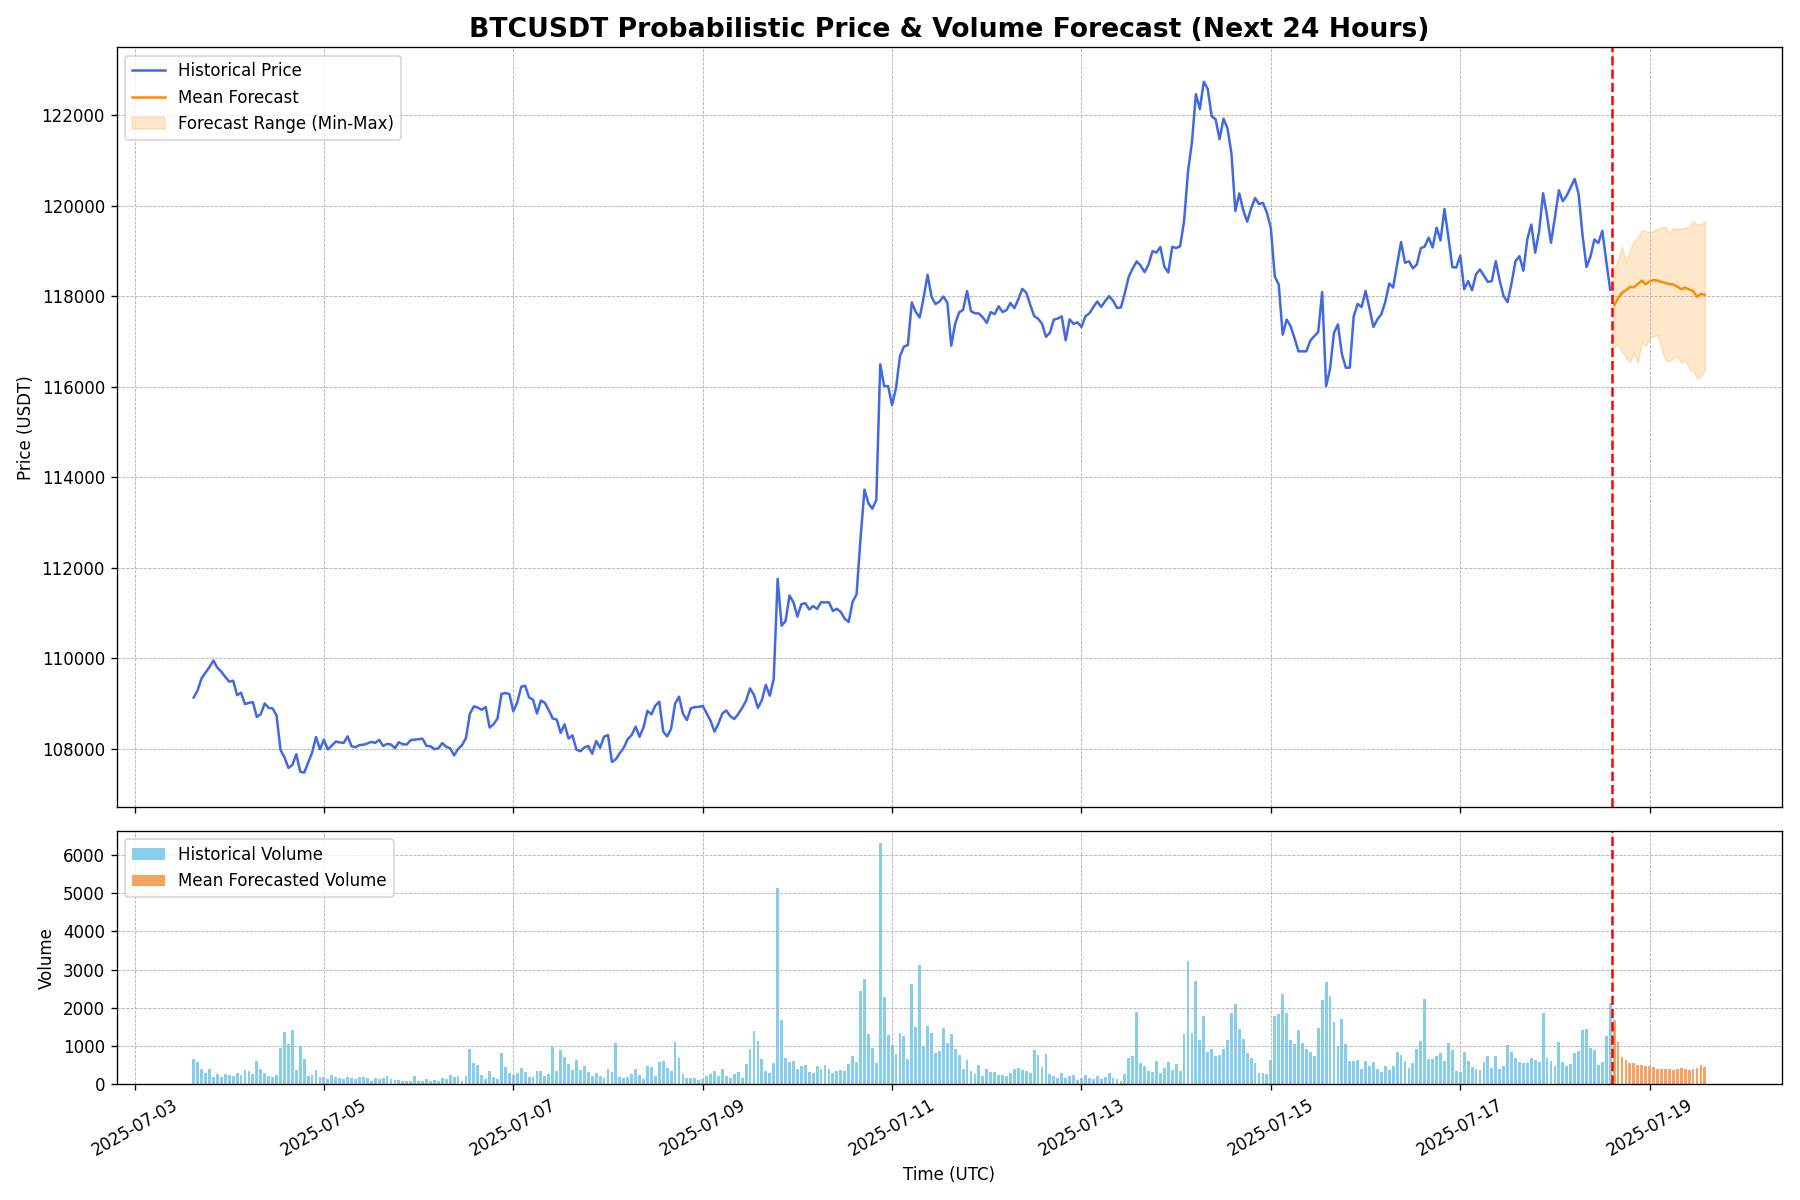 BTCUSDT Probabilistic Price & Volume Forecast (Next 24 Hours)
Historical Price
Mean Forecast
Forecast Range (Min-Max)
122000
120000
118000
116000
114000
112000
110000
108000
Price (USDT)
Historical Volume
Mean Forecasted Volume
6000
5000
4000
3000
2000
1000
0
Volume
2025-07-03
2025-07-05
2025-07-07
2025-07-09
2025-07-11
2025-07-13
2025-07-15
2025-07-17
2025-07-19
Time (UTC)